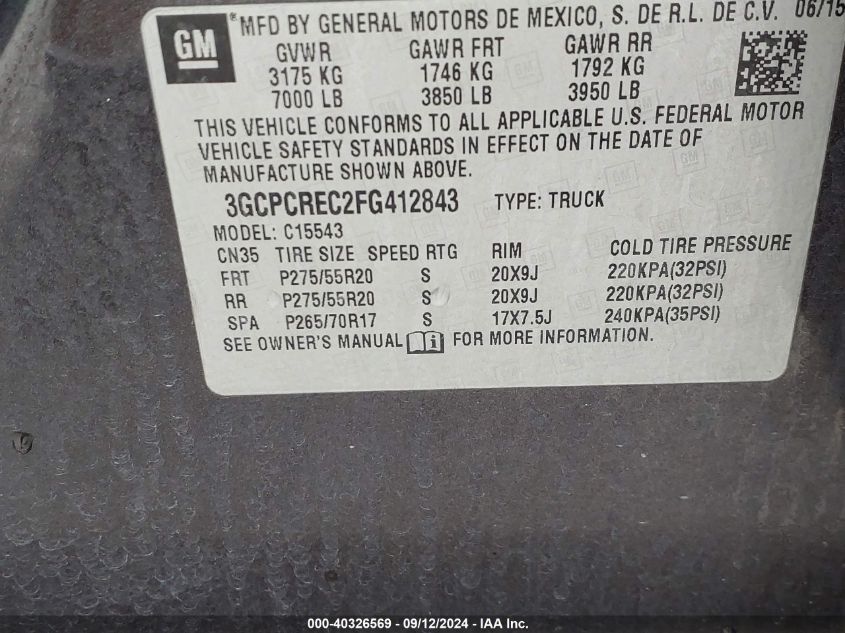 GM
® MFD BY GENERAL MOTORS DE MEXICO, S. DE R.L. DE C.V. 06/15
GVWR GAWR FRT GAWR RR
3175 KG 1746 KG 1792 KG
7000 LB 3850 LB 3950 LB
THIS VEHICLE CONFORMS TO ALL APPLICABLE U.S. FEDERAL MOTOR
VEHICLE SAFETY STANDARDS IN EFFECT ON THE DATE OF
MANUFACTURE SHOWN ABOVE.
3GCPCREC2FG412843 TYPE: TRUCK
MODEL: C15543
CN35 TIRE SIZE SPEED RTG RIM COLD TIRE PRESSURE
FRT P275/55R20 S 20X9J 220KPA(32PSI)
RR P275/55R20 S 20X9J 220KPA(32PSI)
SPA P265/70R17 S 17X7.5J 240KPA(35PSI)
SEE OWNER'S MANUAL i FOR MORE INFORMATION.
000-40326569 - 09/12/2024 - IAA Inc.